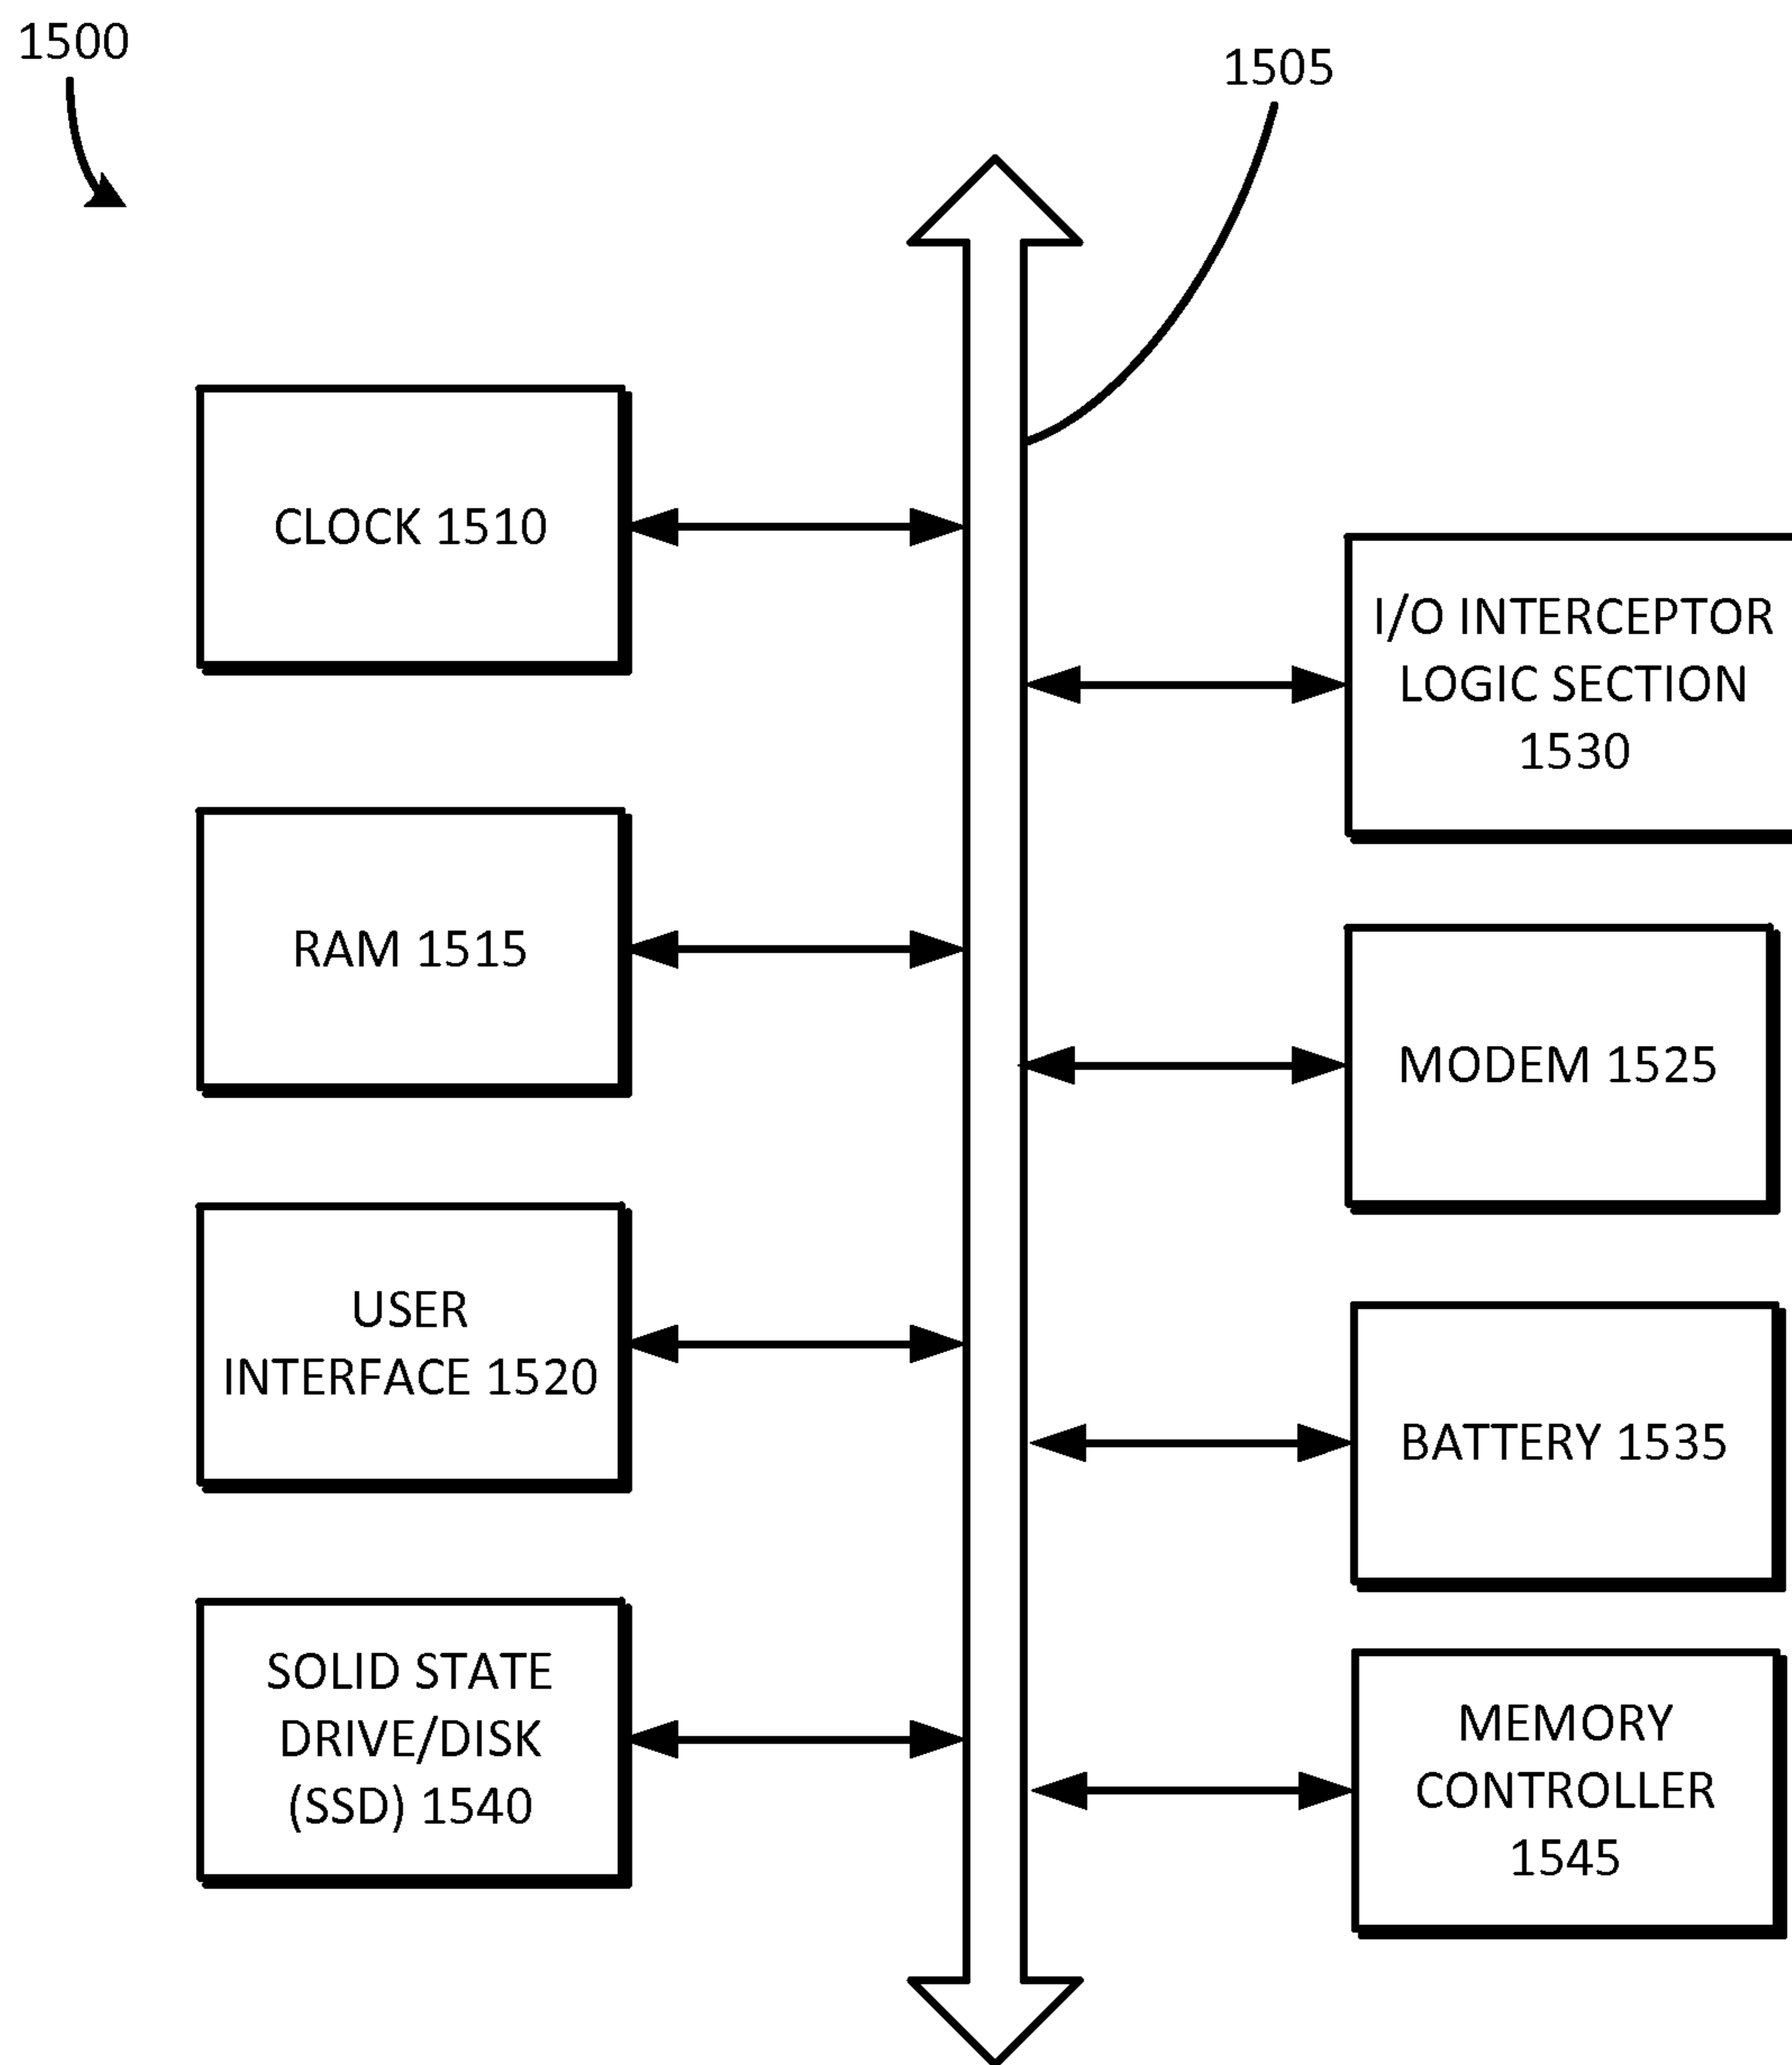 1500
1505
CLOCK 1510
I/O INTERCEPTOR
LOGIC SECTION
1530
RAM 1515
MODEM 1525
USER
INTERFACE 1520
BATTERY 1535
SOLID STATE
DRIVE/DISK
(SSD) 1540
MEMORY
CONTROLLER
1545